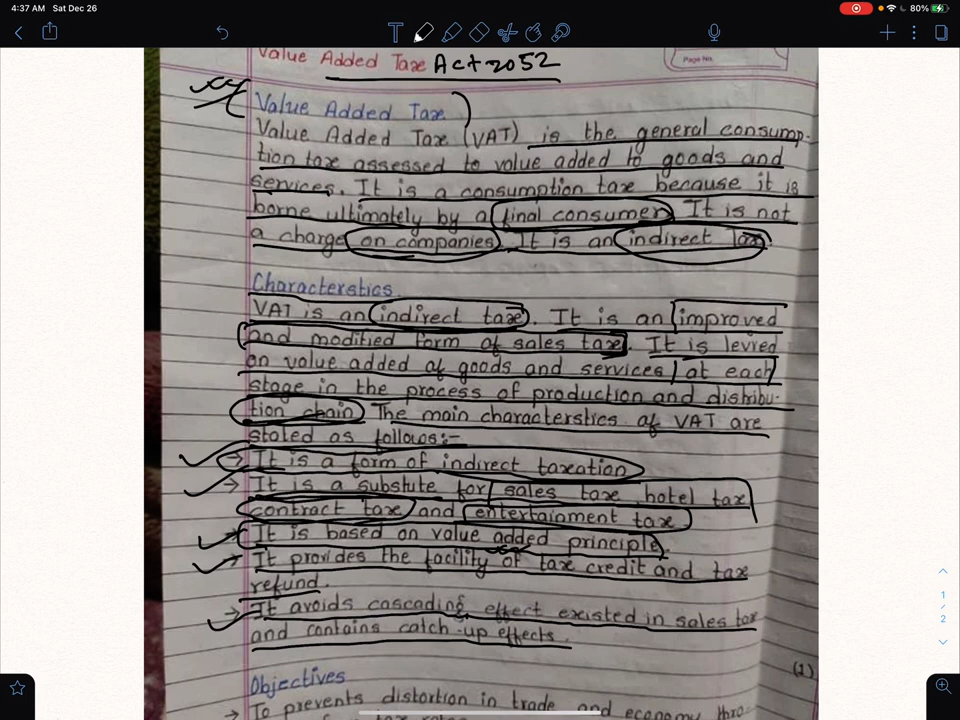 4:37 AM Sat Dec 26 80%
Value Added Tax Act 2052
Page No.
Value Added Tax
Value Added Tax (VAT) is the general consump-
tion tax assessed to value added to goods and
services. It is a consumption tax because it is
borne ultimately by a final consumer. It is not
a charge on companies. It is an indirect tax.
Characterstics
VAT is an indirect tax. It is an improved
and modified form of sales tax. It is levied
on value added of goods and services at each
stage in the process of production and distribu-
tion chain. The main characterstics of VAT are
stated as follows:-
→ It is a form of indirect taxation
→ It is a substute for sales tax, hotel tax
contract tax and entertainment tax
→ It is based on value added principle.
→ It provides the facility of tax credit and tax
refund.
→ It avoids cascading effect existed in sales tax
and contains catch-up effects.
(1)
Objectives
→ To prevents distortion in trade and economy thro-
1
2